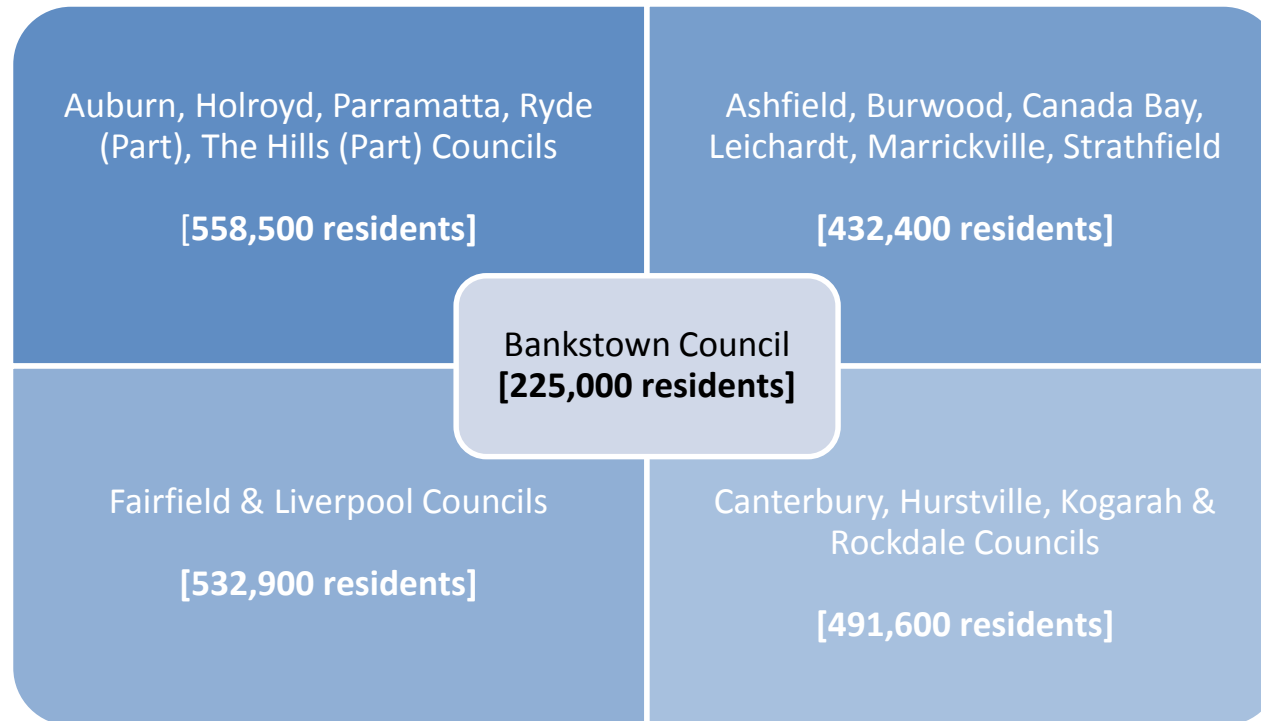 Auburn, Holroyd, Parramatta, Ryde
(Part), The Hills (Part) Councils
[558,500 residents]
Ashfield, Burwood, Canada Bay,
Leichardt, Marrickville, Strathfield
[432,400 residents]
Bankstown Council
[225,000 residents]
Fairfield & Liverpool Councils
[532,900 residents]
Canterbury, Hurstville, Kogarah &
Rockdale Councils
[491,600 residents]